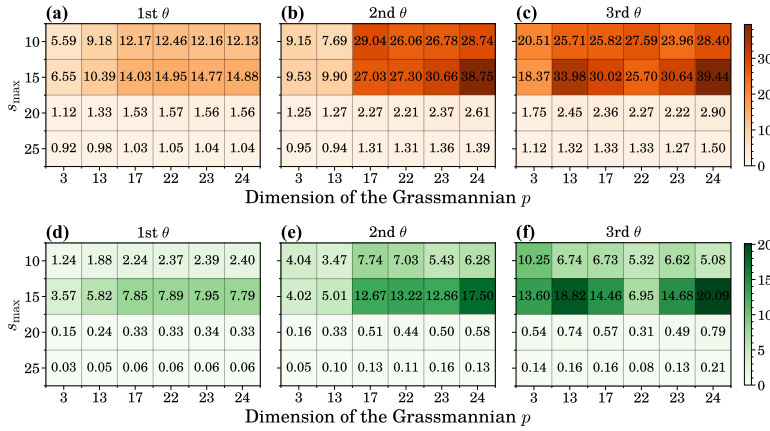 (a) 1st θ (b) 2nd θ (c) 3rd θ
10 5.59 9.18 12.17 12.46 12.16 12.13 9.15 7.69 29.04 26.06 26.78 28.74 20.51 25.71 25.82 27.59 23.96 28.40
15 6.55 10.39 14.03 14.95 14.77 14.88 9.53 9.90 27.03 27.30 30.66 38.75 18.37 33.98 30.02 25.70 30.64 39.44
20 1.12 1.33 1.53 1.57 1.56 1.56 1.25 1.27 2.27 2.21 2.37 2.61 1.75 2.45 2.36 2.27 2.22 2.90
25 0.92 0.98 1.03 1.05 1.04 1.04 0.95 0.94 1.31 1.31 1.36 1.39 1.12 1.32 1.33 1.33 1.27 1.50
s_max
3 13 17 22 23 24 3 13 17 22 23 24 3 13 17 22 23 24
Dimension of the Grassmannian p
30
20
10
0
(d) 1st θ (e) 2nd θ (f) 3rd θ
10 1.24 1.88 2.24 2.37 2.39 2.40 4.04 3.47 7.74 7.03 5.43 6.28 10.25 6.74 6.73 5.32 6.62 5.08
15 3.57 5.82 7.85 7.89 7.95 7.79 4.02 5.01 12.67 13.22 12.86 17.50 13.60 18.82 14.46 6.95 14.68 20.09
20 0.15 0.24 0.33 0.33 0.34 0.33 0.16 0.33 0.51 0.44 0.50 0.58 0.54 0.74 0.57 0.31 0.49 0.79
25 0.03 0.05 0.06 0.06 0.06 0.06 0.05 0.10 0.13 0.11 0.16 0.13 0.14 0.16 0.16 0.08 0.13 0.21
s_max
3 13 17 22 23 24 3 13 17 22 23 24 3 13 17 22 23 24
Dimension of the Grassmannian p
20
15
10
5
0